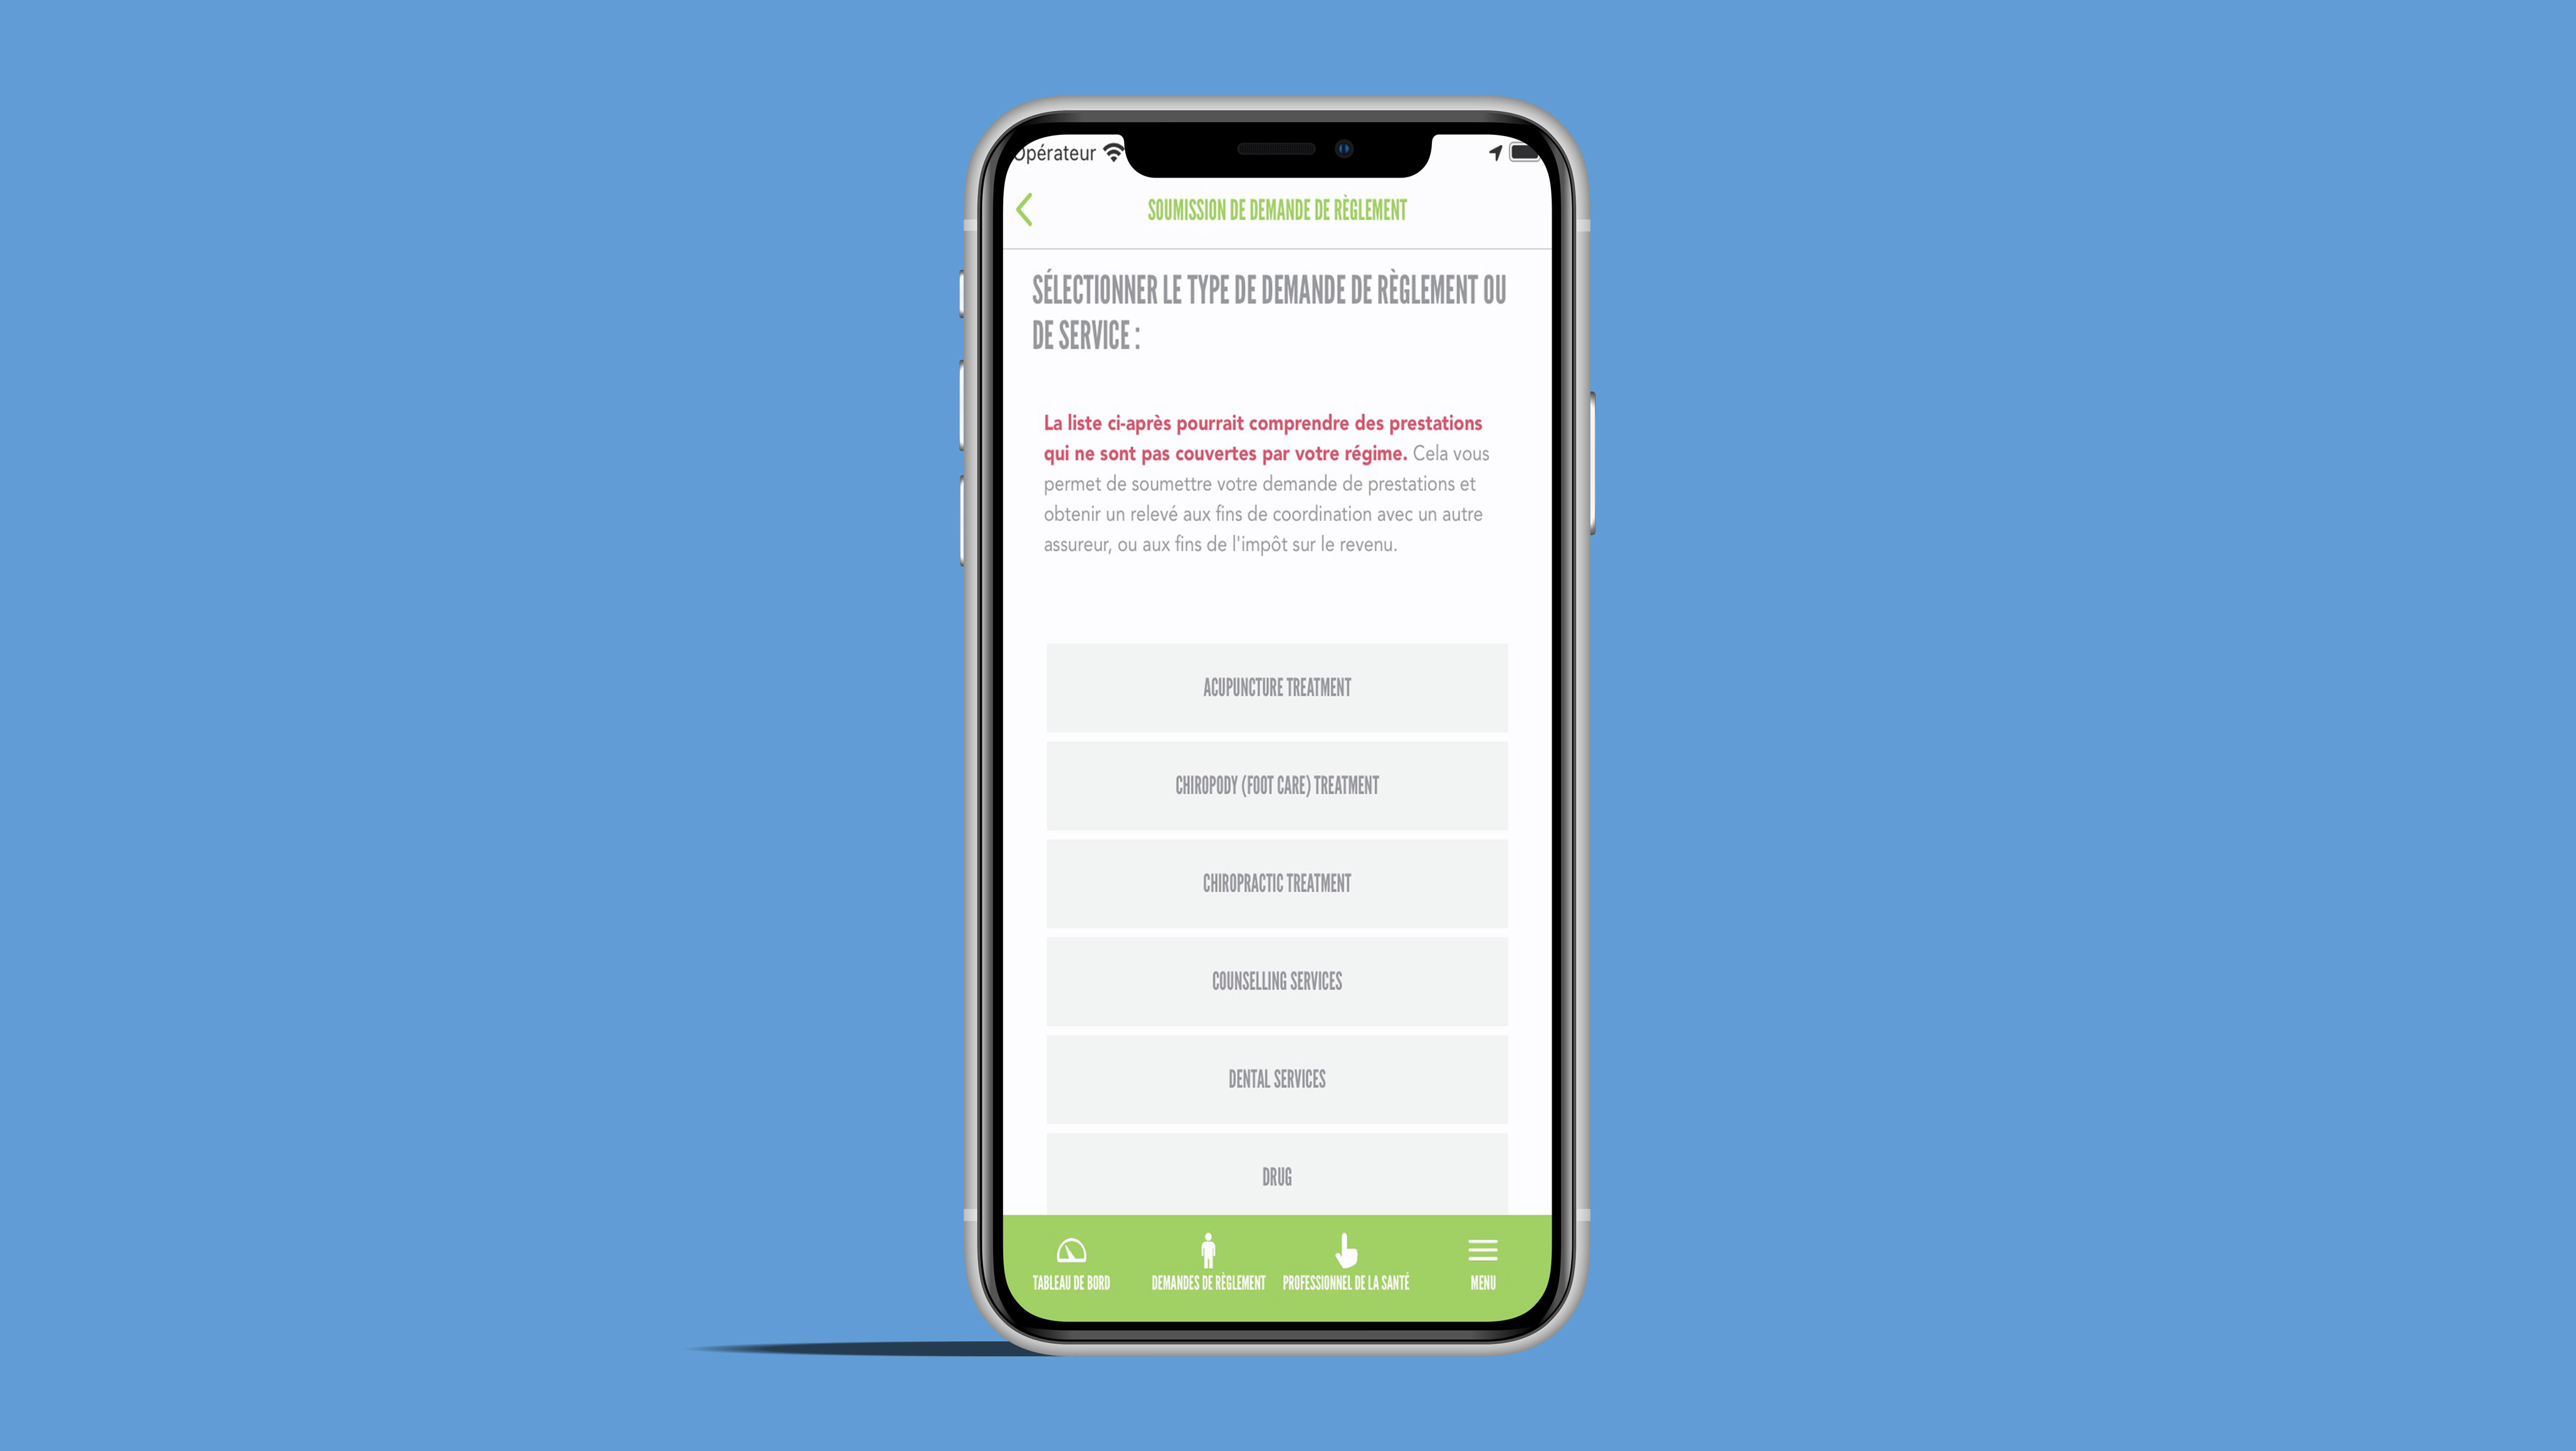 Opérateur
SOUMISSION DE DEMANDE DE RÈGLEMENT
SÉLECTIONNER LE TYPE DE DEMANDE DE RÈGLEMENT OU
DE SERVICE :
La liste ci-après pourrait comprendre des prestations
qui ne sont pas couvertes par votre régime. Cela vous
permet de soumettre votre demande de prestations et
obtenir un relevé aux fins de coordination avec un autre
assureur, ou aux fins de l'impôt sur le revenu.
ACUPUNCTURE TREATMENT
CHIROPODY (FOOT CARE) TREATMENT
CHIROPRACTIC TREATMENT
COUNSELLING SERVICES
DENTAL SERVICES
DRUG
TABLEAU DE BORD
DEMANDES DE RÈGLEMENT
PROFESSIONNEL DE LA SANTÉ
MENU